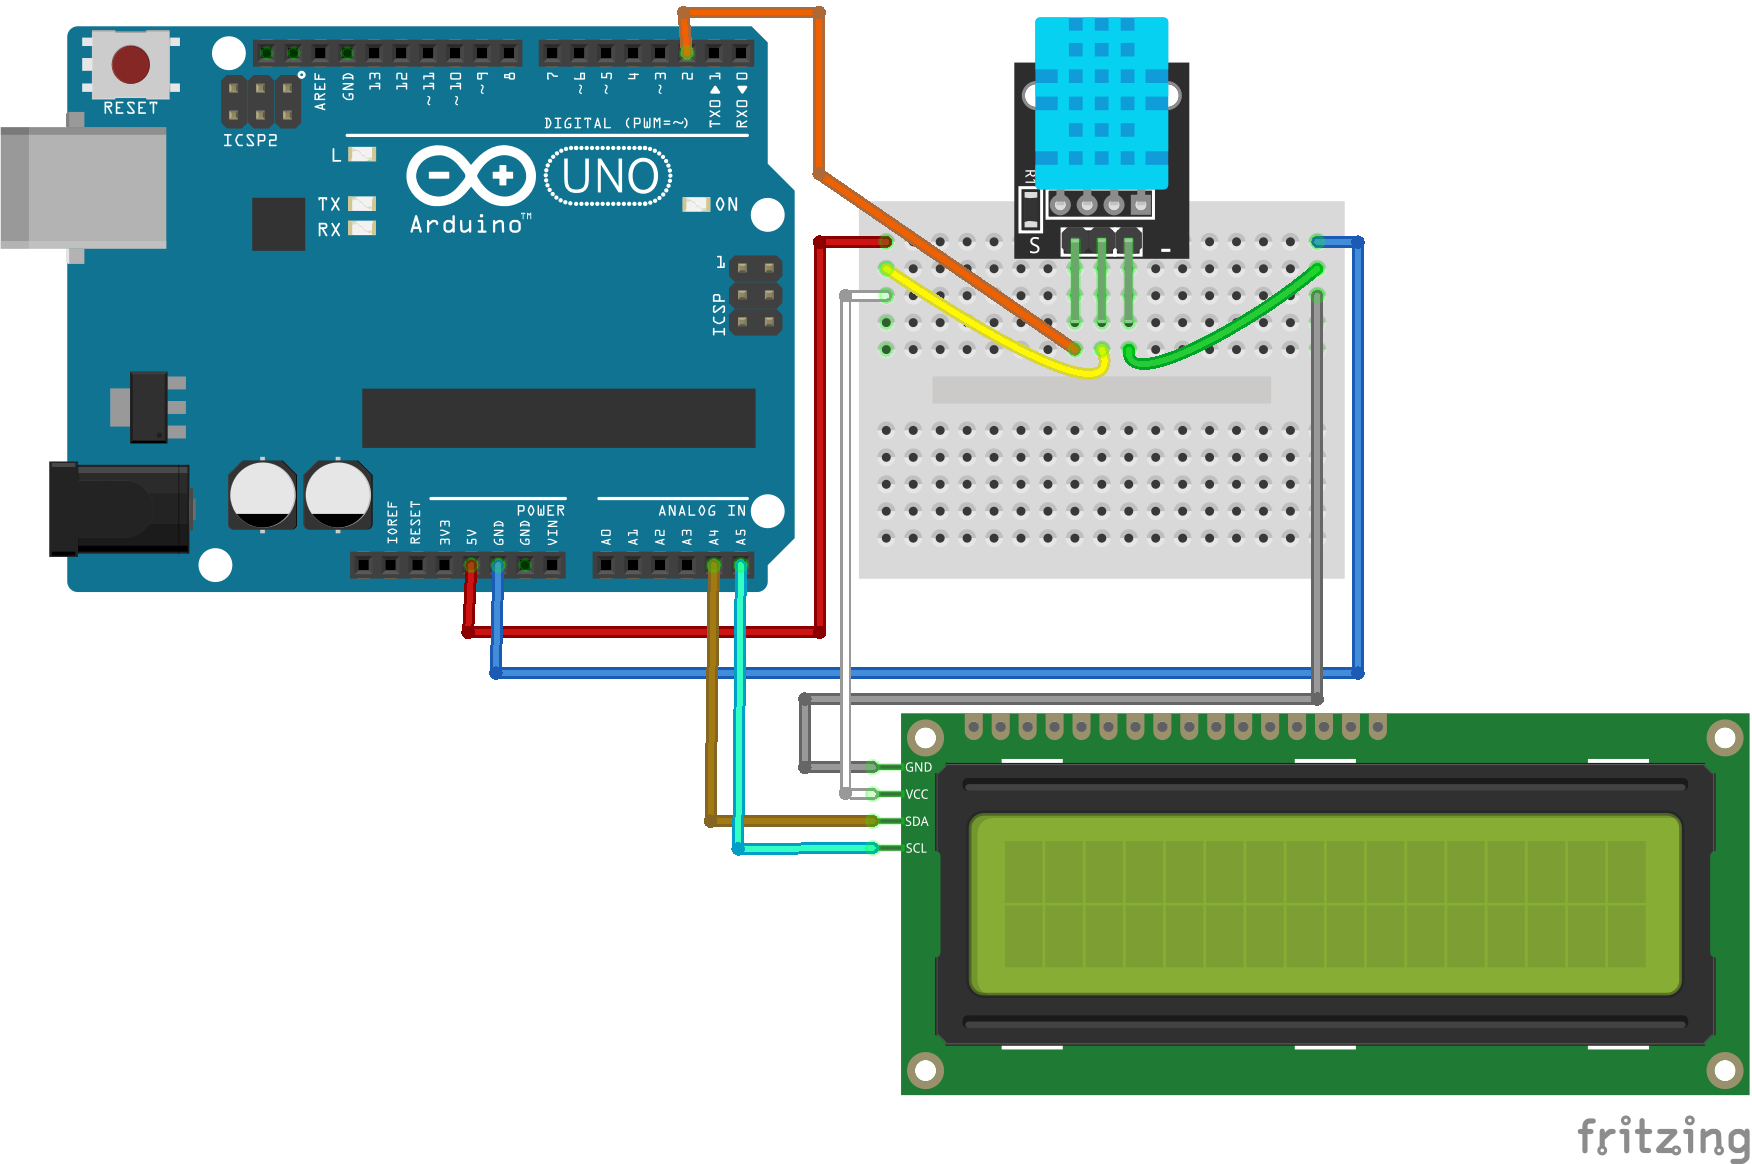 RESET
ICSP2
AREF
GND
13
12
~11
~10
~9
8
7
~6
~5
4
~3
2
TX0▶1
RX0◀0
DIGITAL (PWM=~)
L
TX
RX
UNO
Arduino™
ON
1
ICSP
R1
S
-
POWER
ANALOG IN
IOREF
RESET
3V3
5V
GND
GND
VIN
A0
A1
A2
A3
A4
A5
GND
VCC
SDA
SCL
fritzing